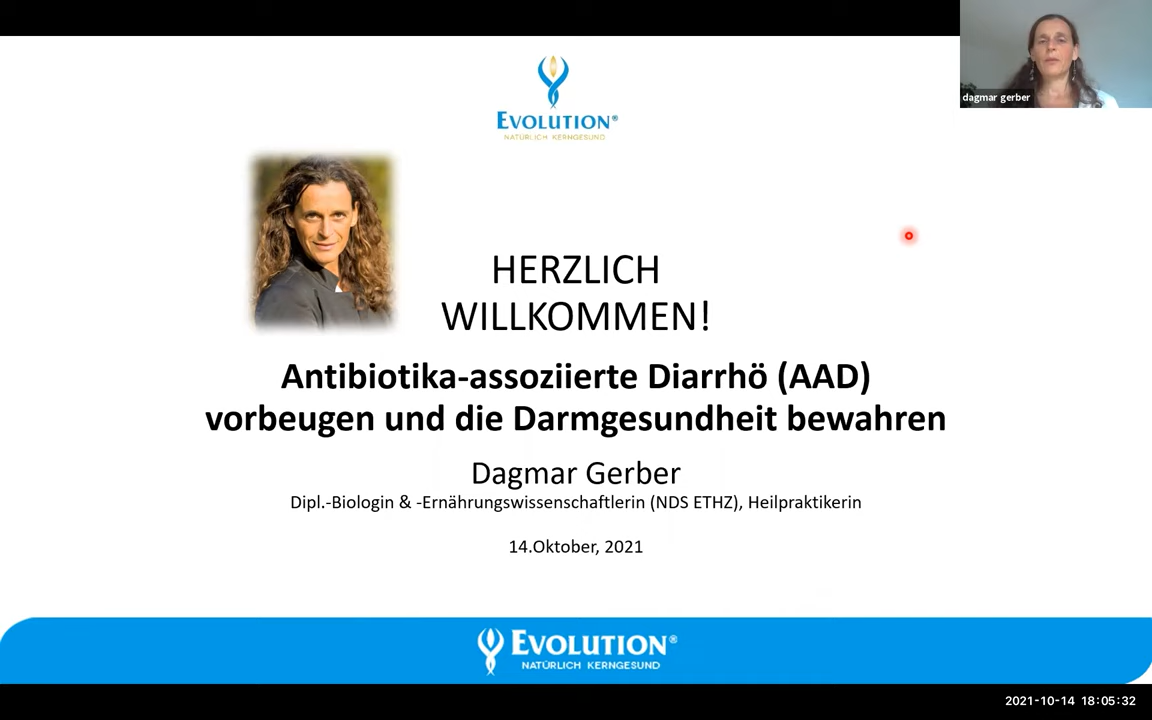 dagmar gerber
EVOLUTION®
NATÜRLICH KERNGESUND
HERZLICH
WILLKOMMEN!
Antibiotika-assoziierte Diarrhö (AAD)
vorbeugen und die Darmgesundheit bewahren
Dagmar Gerber
Dipl.-Biologin & -Ernährungswissenschaftlerin (NDS ETHZ), Heilpraktikerin
14.Oktober, 2021
EVOLUTION®
NATÜRLICH KERNGESUND
2021-10-14 18:05:32